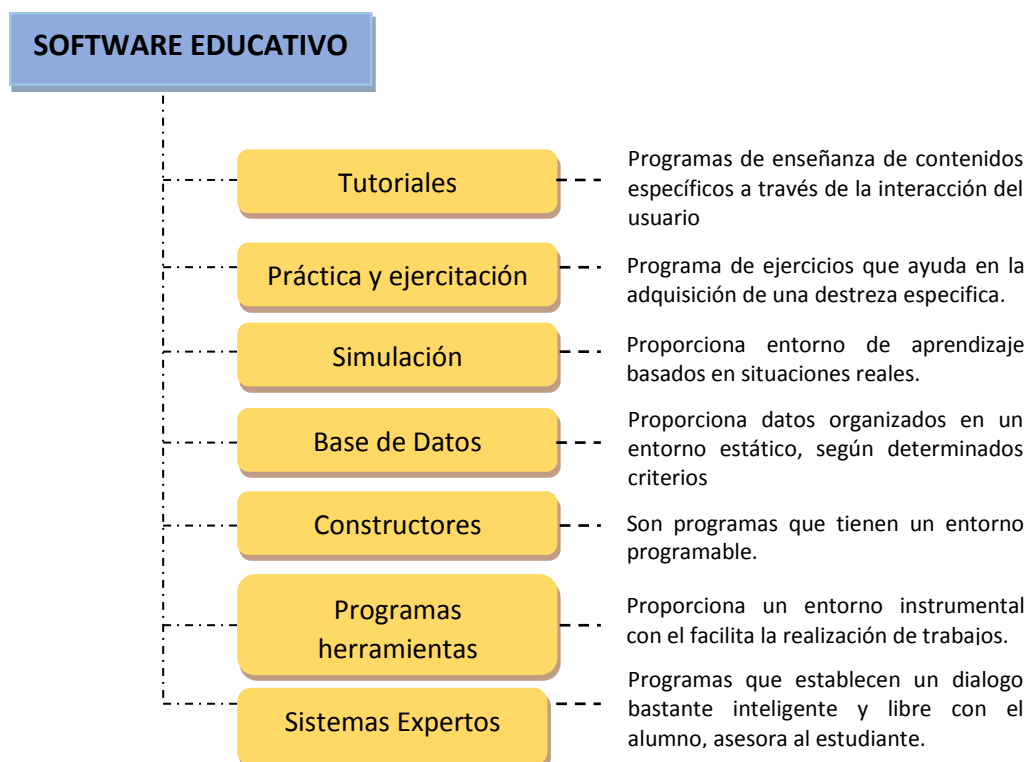 SOFTWARE EDUCATIVO
Tutoriales
Programas de enseñanza de contenidos
específicos a través de la interacción del
usuario
Práctica y ejercitación
Programa de ejercicios que ayuda en la
adquisición de una destreza especifica.
Simulación
Proporciona entorno de aprendizaje
basados en situaciones reales.
Base de Datos
Proporciona datos organizados en un
entorno estático, según determinados
criterios
Constructores
Son programas que tienen un entorno
programable.
Programas
herramientas
Proporciona un entorno instrumental
con el facilita la realización de trabajos.
Sistemas Expertos
Programas que establecen un dialogo
bastante inteligente y libre con el
alumno, asesora al estudiante.